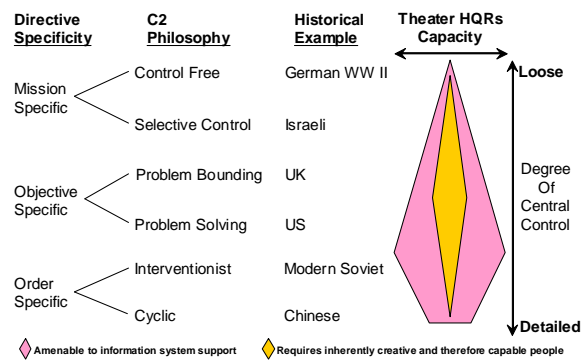 Directive
Specificity
C2
Philosophy
Historical
Example
Theater HQRs
Capacity
Mission
Specific
Control Free
German WW II
Loose
Selective Control
Israeli
Objective
Specific
Problem Bounding
UK
Degree
Of
Central
Control
Problem Solving
US
Order
Specific
Interventionist
Modern Soviet
Cyclic
Chinese
Detailed
Amenable to information system support
Requires inherently creative and therefore capable people